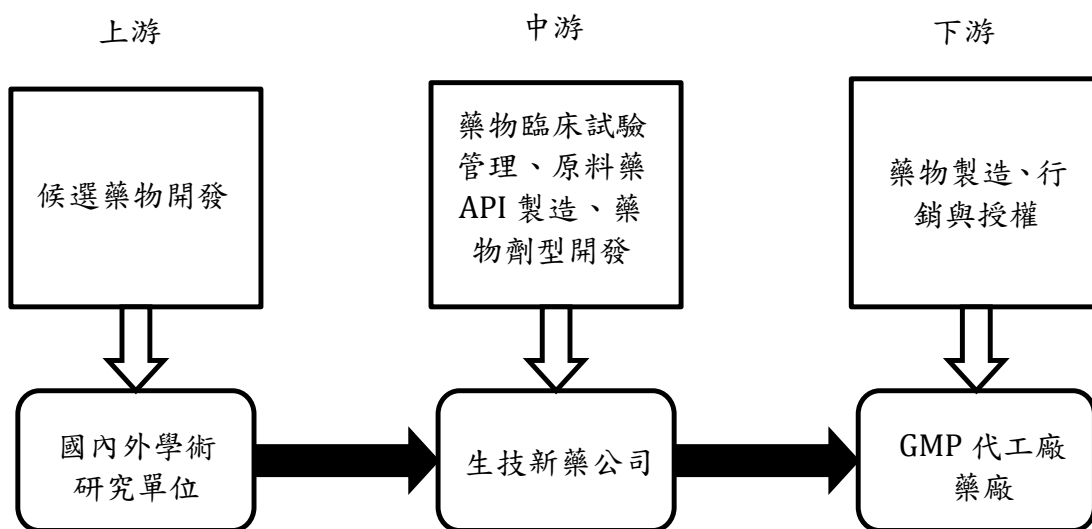 上游
中游
下游
候選藥物開發
藥物臨床試驗
管理、原料藥
API 製造、藥
物劑型開發
藥物製造、行
銷與授權
國內外學術
研究單位
生技新藥公司
GMP 代工廠
藥廠